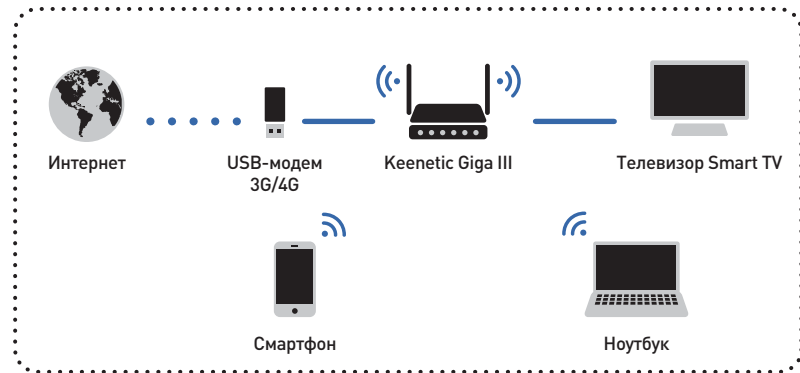 Интернет
USB-модем
3G/4G
Keenetic Giga III
Телевизор Smart TV
Смартфон
Ноутбук